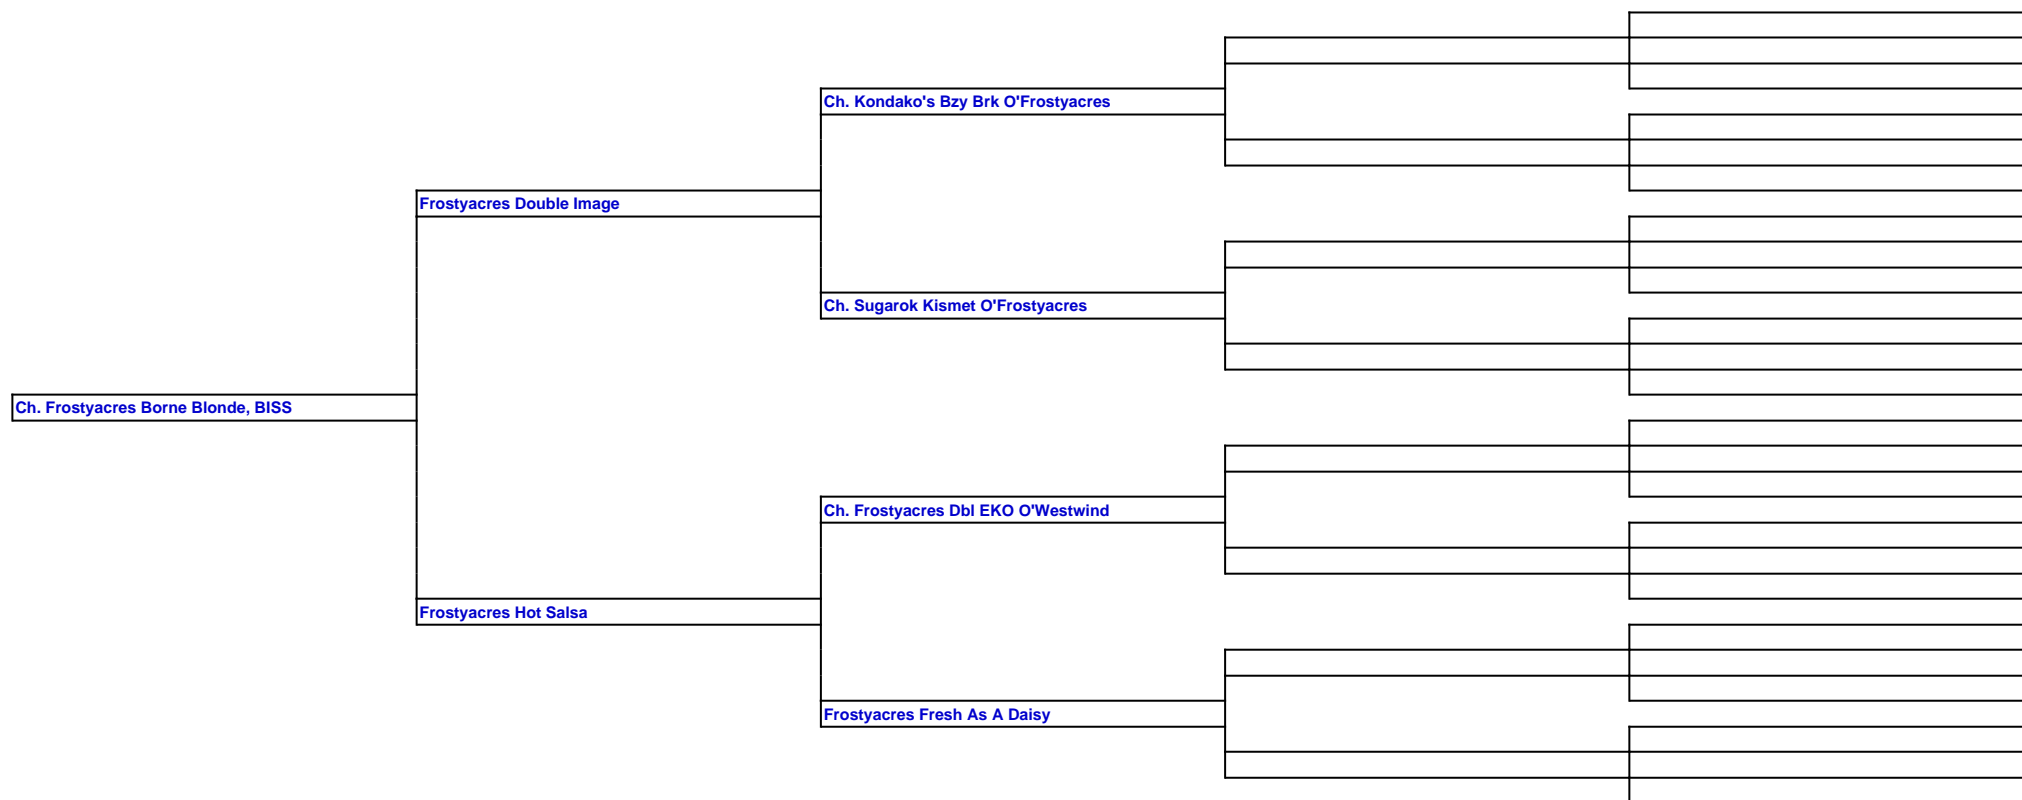 Ch. Kondako's Bzy Brk O'Frostyacres
Frostyacres Double Image
Ch. Sugarok Kismet O'Frostyacres
Ch. Frostyacres Borne Blonde, BISS
Ch. Frostyacres Dbl EKO O'Westwind
Frostyacres Hot Salsa
Frostyacres Fresh As A Daisy